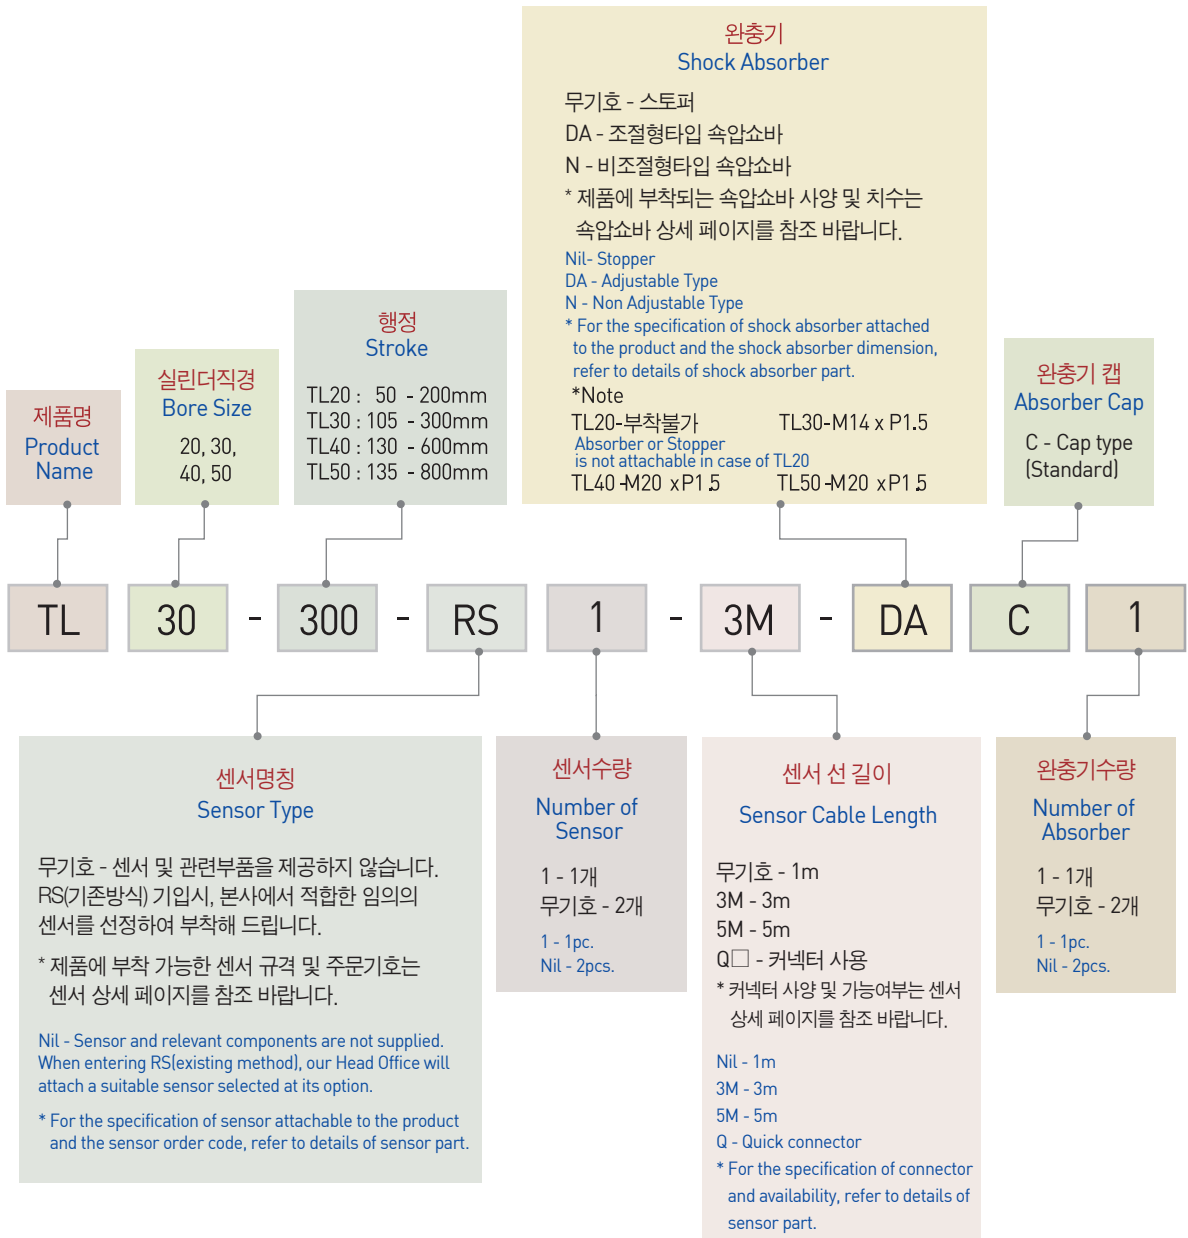 완충기
Shock Absorber
무기호 - 스토퍼
DA - 조절형타입 쇽압쇼바
N - 비조절형타입 쇽압쇼바
* 제품에 부착되는 쇽압쇼바 사양 및 치수는
쇽압쇼바 상세 페이지를 참조 바랍니다.
Nil- Stopper
DA - Adjustable Type
N - Non Adjustable Type
* For the specification of shock absorber attached
to the product and the shock absorber dimension,
refer to details of shock absorber part.
*Note
TL20-부착불가 TL30-M14 x P1.5
Absorber or Stopper
is not attachable in case of TL20
TL40 -M20 xP1.5 TL50 -M20 xP1.5
행정
Stroke
TL20 : 50 - 200mm
TL30 : 105 - 300mm
TL40 : 130 - 600mm
TL50 : 135 - 800mm
실린더직경
Bore Size
20, 30,
40, 50
제품명
Product
Name
완충기 캡
Absorber Cap
C - Cap type
(Standard)
TL 30 - 300 - RS 1 - 3M - DA C 1
센서명칭
Sensor Type
무기호 - 센서 및 관련부품을 제공하지 않습니다.
RS(기존방식) 기입시, 본사에서 적합한 임의의
센서를 선정하여 부착해 드립니다.
* 제품에 부착 가능한 센서 규격 및 주문기호는
센서 상세 페이지를 참조 바랍니다.
Nil - Sensor and relevant components are not supplied.
When entering RS(existing method), our Head Office will
attach a suitable sensor selected at its option.
* For the specification of sensor attachable to the product
and the sensor order code, refer to details of sensor part.
센서수량
Number of
Sensor
1 - 1개
무기호 - 2개
1 - 1pc.
Nil - 2pcs.
센서 선 길이
Sensor Cable Length
무기호 - 1m
3M - 3m
5M - 5m
Q□ - 커넥터 사용
* 커넥터 사양 및 가능여부는 센서
상세 페이지를 참조 바랍니다.
Nil - 1m
3M - 3m
5M - 5m
Q - Quick connector
* For the specification of connector
and availability, refer to details of
sensor part.
완충기수량
Number of
Absorber
1 - 1개
무기호 - 2개
1 - 1pc.
Nil - 2pcs.